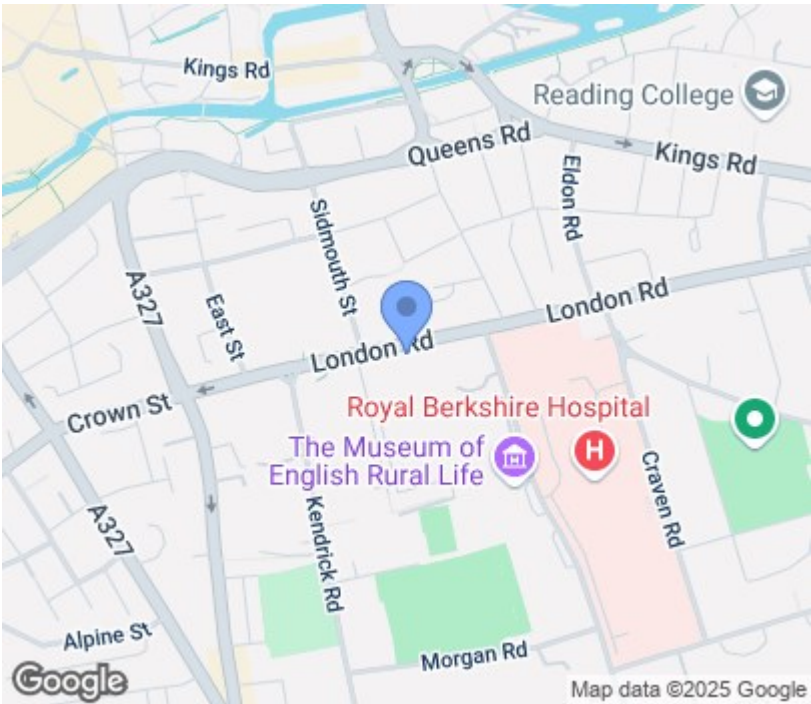 Kings Rd
Reading College
Queens Rd
Kings Rd
Eldon Rd
Sidmouth St
A327
East St
London Rd
London Rd
Crown St
Royal Berkshire Hospital
H
The Museum of
English Rural Life
Craven Rd
Kendrick Rd
A327
Alpine St
Morgan Rd
Google
Map data ©2025 Google